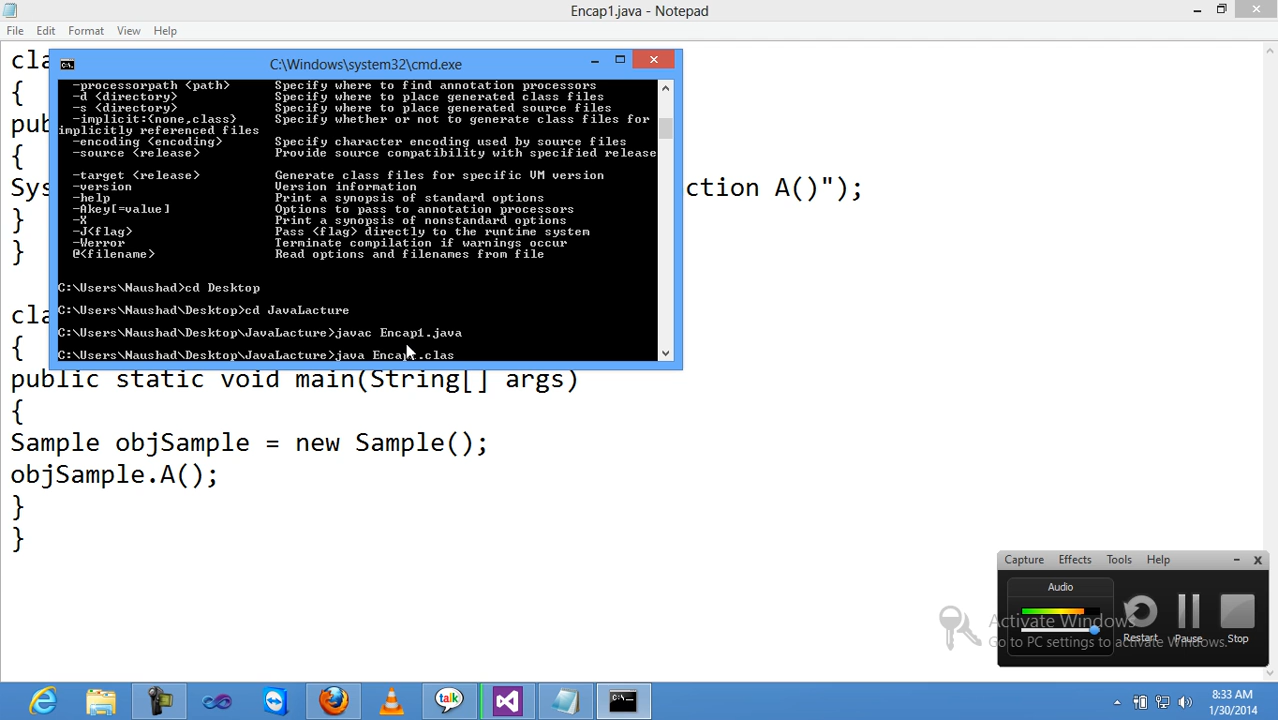 Encap1.java - Notepad
File Edit Format View Help
C:\Windows\system32\cmd.exe
-processorpath <path> Specify where to find annotation processors
-d <directory> Specify where to place generated class files
-s <directory> Specify where to place generated source files
-implicit:{none,class} Specify whether or not to generate class files for
implicitly referenced files
-encoding <encoding> Specify character encoding used by source files
-source <release> Provide source compatibility with specified release
-target <release> Generate class files for specific VM version
-version Version information
-help Print a synopsis of standard options
-Akey[=value] Options to pass to annotation processors
-X Print a synopsis of nonstandard options
-J<flag> Pass <flag> directly to the runtime system
-Werror Terminate compilation if warnings occur
@<filename> Read options and filenames from file
C:\Users\Naushad>cd Desktop
C:\Users\Naushad\Desktop>cd JavaLacture
C:\Users\Naushad\Desktop\JavaLacture>javac Encap1.java
C:\Users\Naushad\Desktop\JavaLacture>java Encap1.clas
cla
{
pub
{
Sys ction A()");
}
}
cla
{
public static void main(String[] args)
{
Sample objSample = new Sample();
objSample.A();
}
}
Capture Effects Tools Help
Audio
Restart Pause Stop
Activate Windows
Go to PC settings to activate Windows.
talk
8:33 AM
1/30/2014